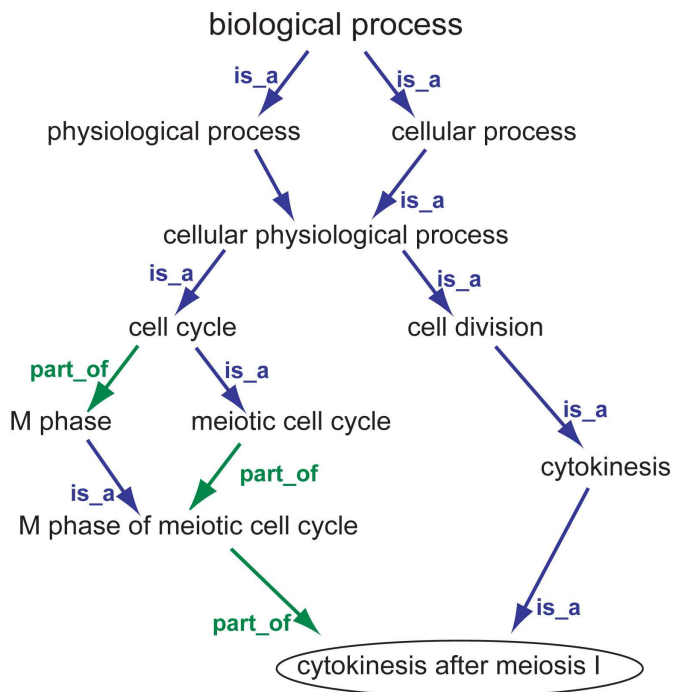 biological process
is_a
is_a
physiological process
cellular process
is_a
cellular physiological process
is_a
is_a
cell cycle
cell division
part_of
is_a
is_a
M phase
meiotic cell cycle
cytokinesis
is_a
part_of
M phase of meiotic cell cycle
part_of
is_a
cytokinesis after meiosis I